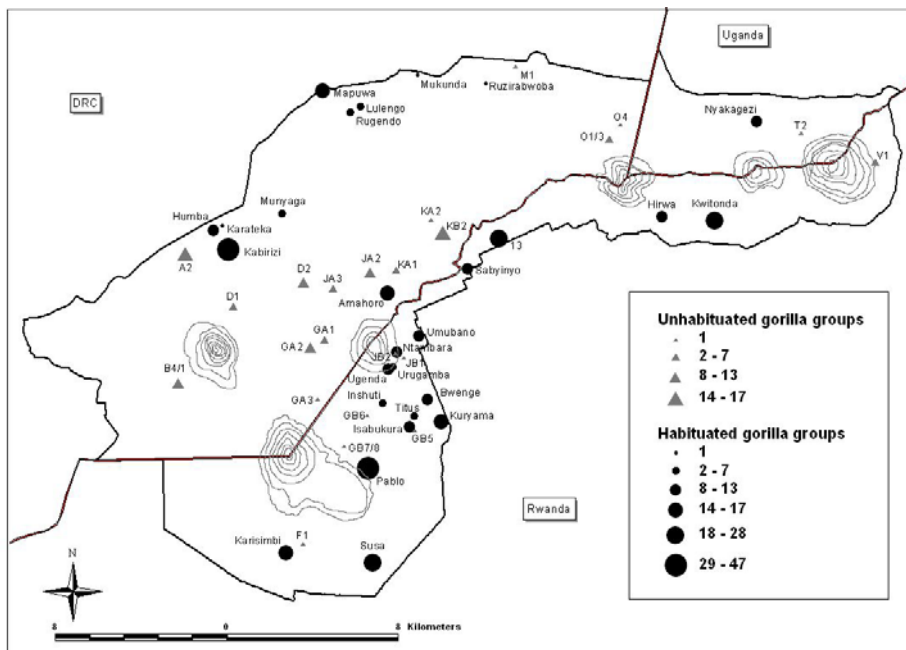 Uganda
M1
Mukunda
Ruzirabwoba
DRC
Mapuwa
Lulengo
Rugendo
Nyakagezi
O4
T2
O1/3
V1
Munyaga
Humba
Karateka
Kabirizi
A2
KA2
KB2
13
Hirwa
Kwitonda
D2
JA2
JA3
KA1
Sabyinyo
Amahoro
D1
GA1
GA2
Umubano
Ntambara
JB2
JB1
Ugenda
Urugamba
B4/1
Inshuti
Bwenge
GA3
GB6
Titus
Kuryama
Isabukura
GB5
GB7/8
Pablo
Rwanda
Karisimbi
F1
Susa
N
8 0 8 Kilometers
Unhabituated gorilla groups
1
2 - 7
8 - 13
14 - 17
Habituated gorilla groups
1
2 - 7
8 - 13
14 - 17
18 - 28
29 - 47